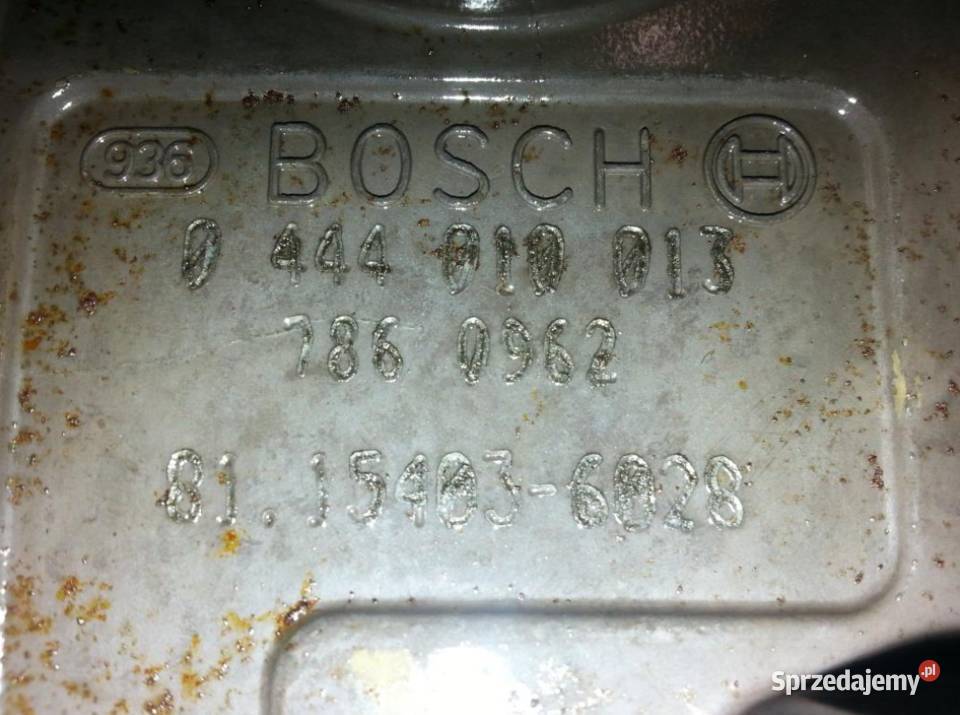 936 BOSCH
0 444 010 013
786 0962
81.15403-6028
Sprzedajemy.pl